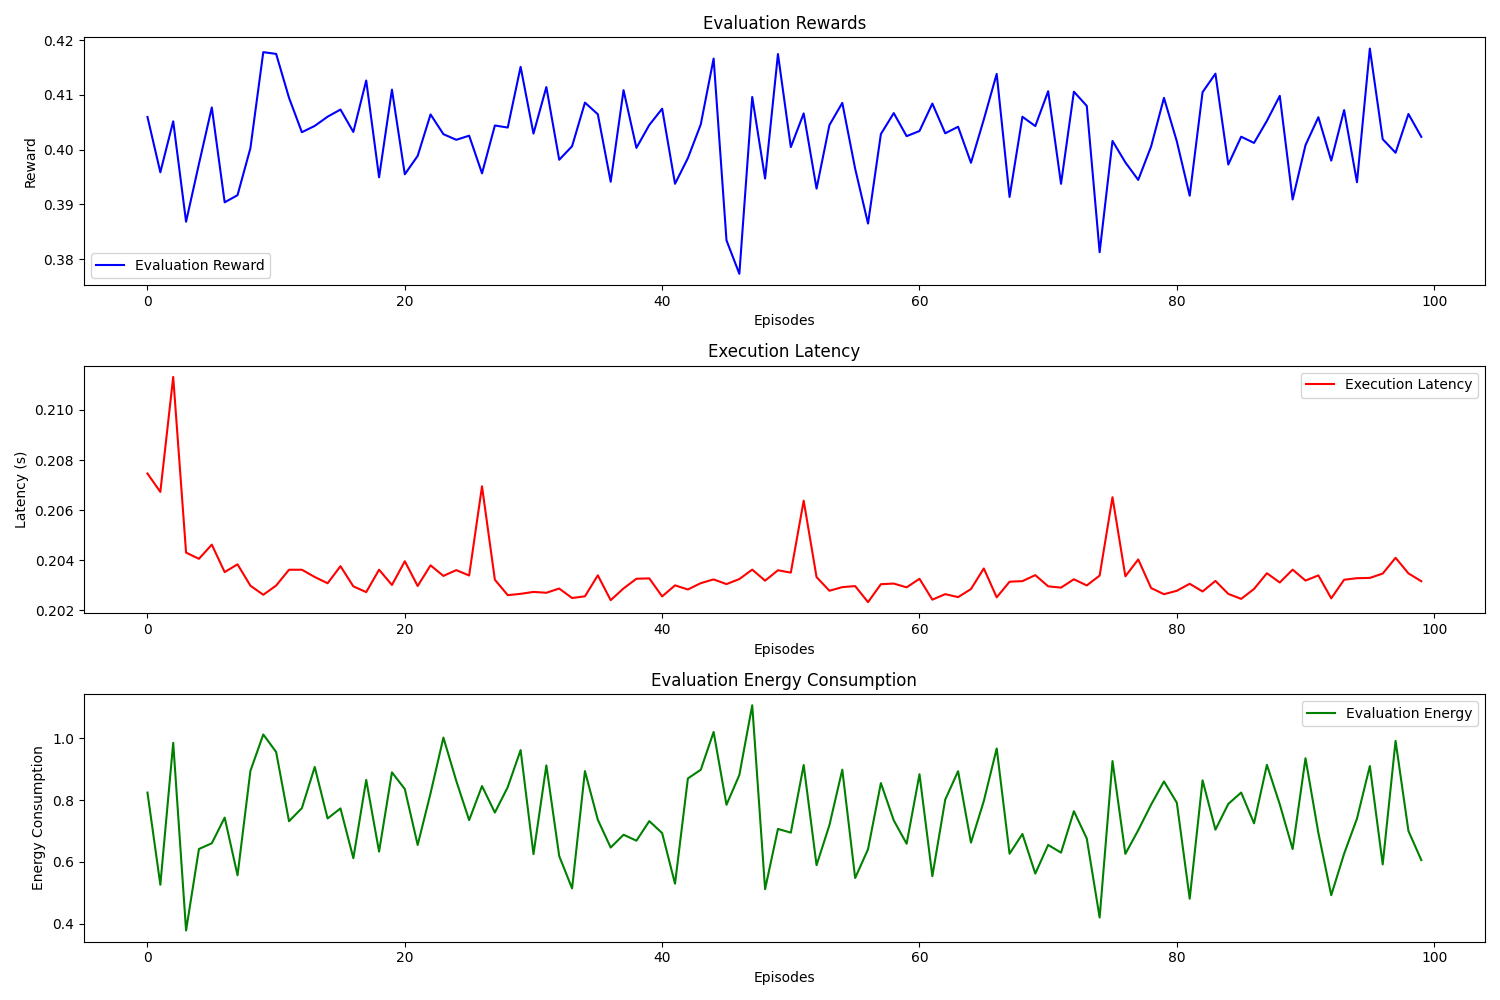 Evaluation Rewards
0.42
0.41
0.40
0.39
0.38
Reward
Evaluation Reward
0 20 40 60 80 100
Episodes
Execution Latency
0.210
0.208
0.206
0.204
0.202
Latency (s)
Execution Latency
0 20 40 60 80 100
Episodes
Evaluation Energy Consumption
1.0
0.8
0.6
0.4
Energy Consumption
Evaluation Energy
0 20 40 60 80 100
Episodes